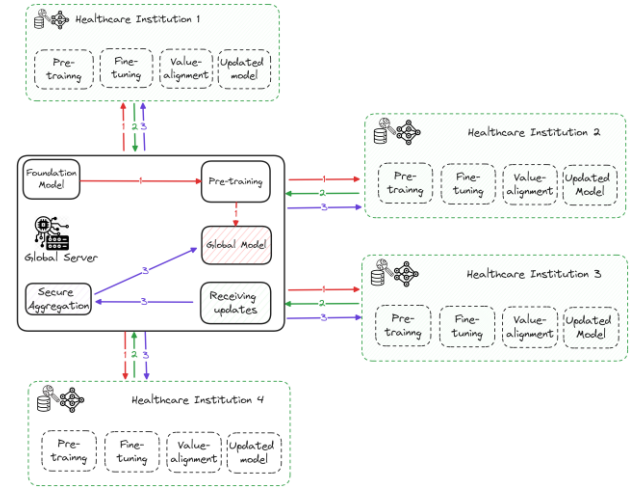 Healthcare Institution 1
Pre-
trainng
Fine-
tuning
Value-
alignment
Updated
model
1
2
3
Foundation
Model
1
Pre-training
1
Global Model
Global Server
3
Secure
Aggregation
3
Receiving
updates
1
2
3
Healthcare Institution 2
Pre-
trainng
Fine-
tuning
Value-
alignment
Updated
Model
1
2
3
Healthcare Institution 3
Pre-
trainng
Fine-
tuning
Value-
alignment
Updated
Model
1
2
3
Healthcare Institution 4
Pre-
trainng
Fine-
tuning
Value-
alignment
Updated
model